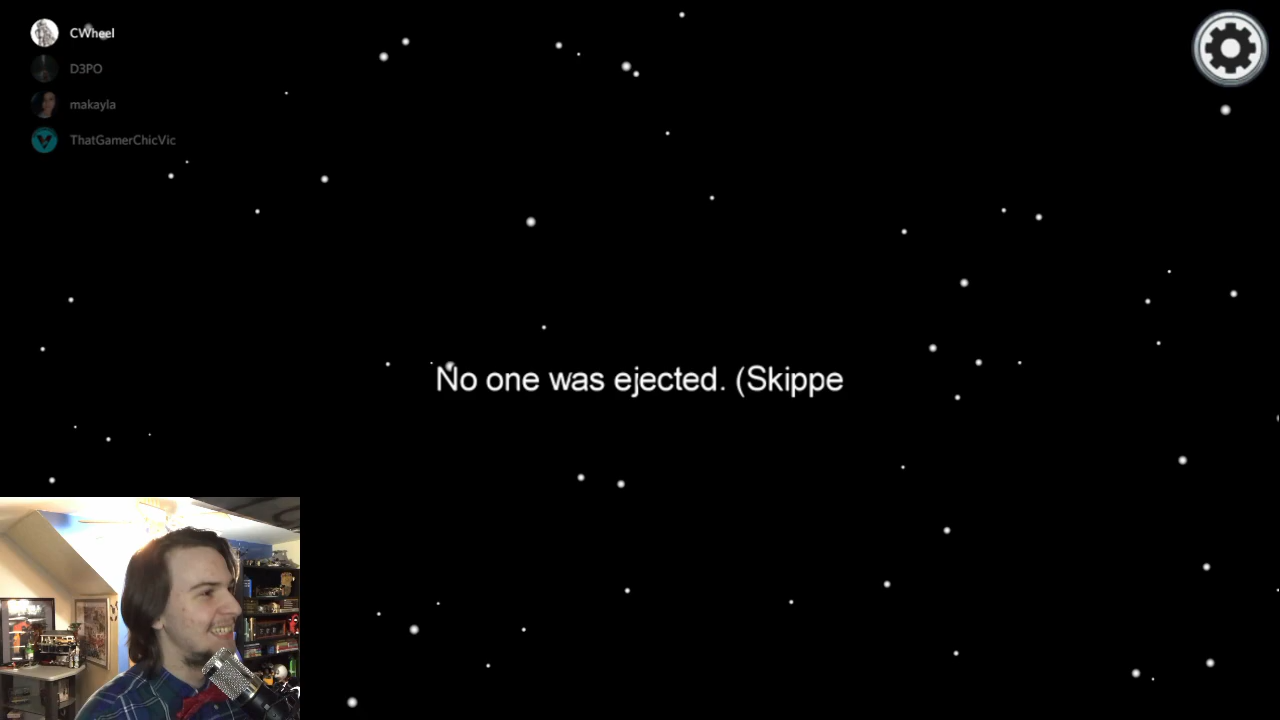 CWheel
D3PO
makayla
ThatGamerChicVic
No one was ejected. (Skippe